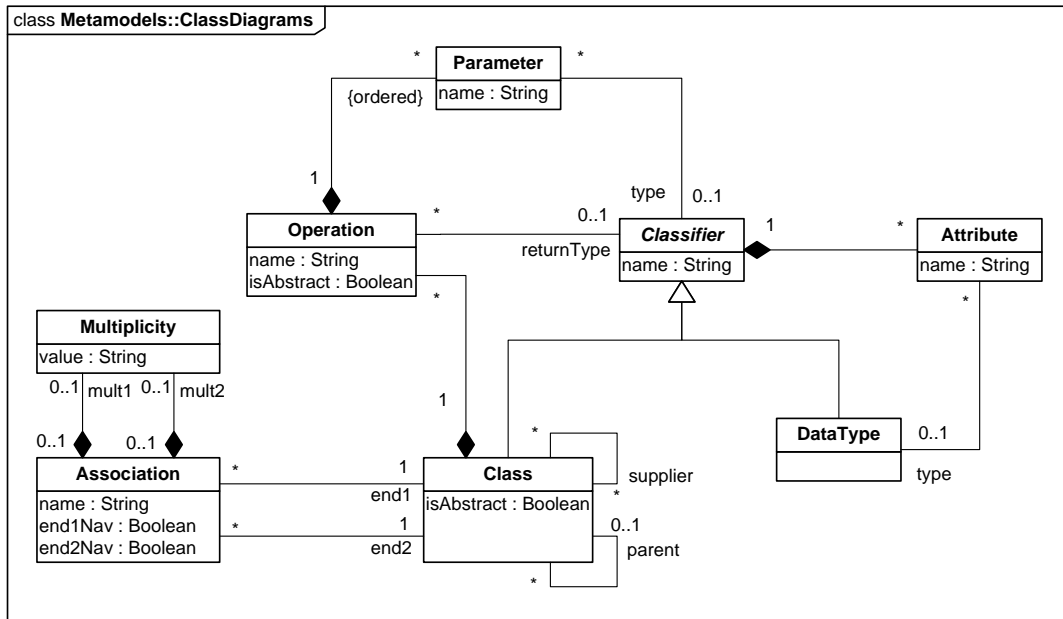 class Metamodels::ClassDiagrams
*
Parameter
*
name : String
{ordered}
1
type
0..1
Operation
*
0..1
Classifier
1
*
Attribute
name : String
returnType
name : String
name : String
isAbstract : Boolean
*
*
Multiplicity
value : String
0..1
mult1
0..1
mult2
1
0..1
0..1
DataType
0..1
type
Association
*
1
Class
*
supplier
name : String
end1
isAbstract : Boolean
*
end1Nav : Boolean
*
1
0..1
end2Nav : Boolean
end2
parent
*